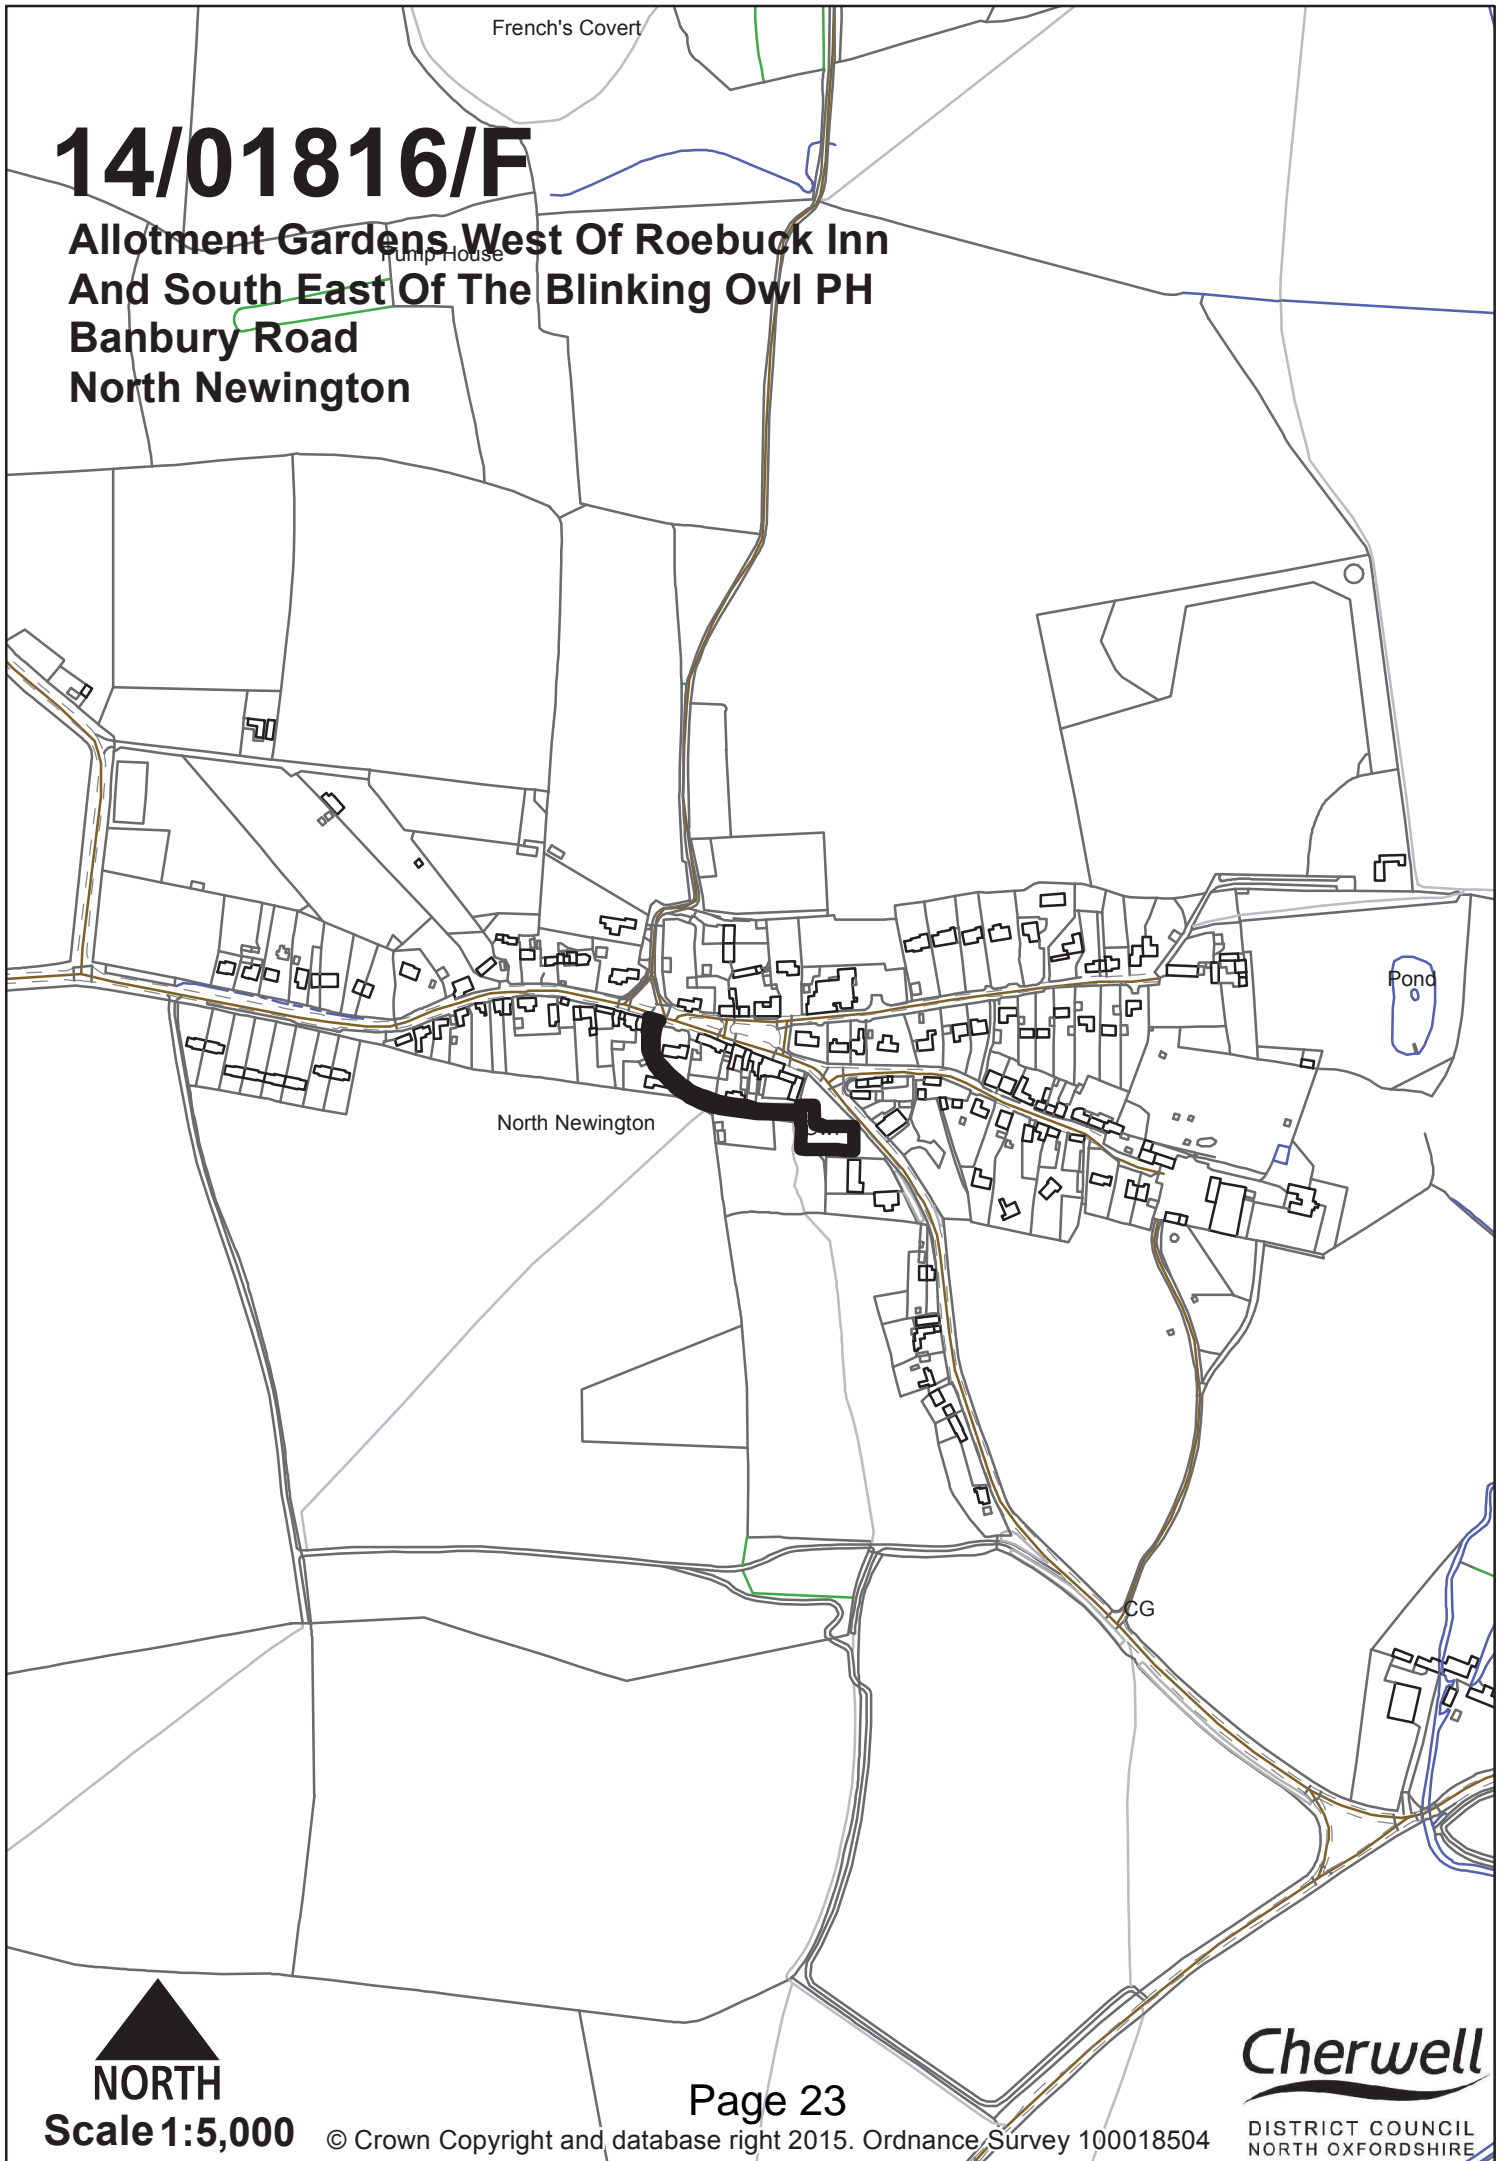 French's Covert
14/01816/F
Allotment Gardens West Of Roebuck Inn
Pump House
And South East Of The Blinking Owl PH
Banbury Road
North Newington
Pond
North Newington
CG
NORTH
Scale 1:5,000
Page 23
© Crown Copyright and database right 2015. Ordnance Survey 100018504
Cherwell
DISTRICT COUNCIL
NORTH OXFORDSHIRE